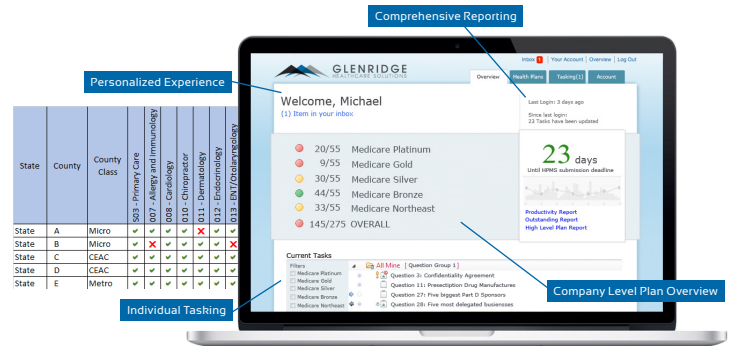 Comprehensive Reporting
Personalized Experience
GLENRIDGE
HEALTHCARE SOLUTIONS
Inbox 1 | Your Account | Overview | Log Out
Overview
Health Plans
Tasking(1)
Account
Welcome, Michael
(1) Item in your inbox
Last Login: 3 days ago
Since last login:
23 Tasks have been updated
20/55 Medicare Platinum
9/55 Medicare Gold
30/55 Medicare Silver
44/55 Medicare Bronze
33/55 Medicare Northeast
145/275 OVERALL
23 days
Until HPMS submission deadline
Productivity Report
Outstanding Report
High Level Plan Report
Current Tasks
Filters
Medicare Platinum
Medicare Gold
Medicare Silver
Medicare Bronze
Medicare Northeast
All Mine [ Question Group 1 ]
Question 3: Confidentiality Agreement
Question 11: Presectiption Drug Manufactures
Question 27: Five biggest Part D Sponsors
Question 28: Five most delegated busiensses
Company Level Plan Overview
Individual Tasking
State
County
County
Class
S03 - Primary Care
007 - Allergy and Immunology
008 - Cardiology
010 - Chiropractor
011 - Dermatology
012 - Endocrinology
013 - ENT/Otolaryngology
State A Micro ✓ ✓ ✓ ✓ ✗ ✓ ✓
State B Micro ✓ ✗ ✓ ✓ ✓ ✓ ✗
State C CEAC ✓ ✓ ✓ ✓ ✓ ✓ ✓
State D CEAC ✓ ✓ ✓ ✓ ✓ ✓ ✓
State E Metro ✓ ✓ ✓ ✓ ✓ ✓ ✓